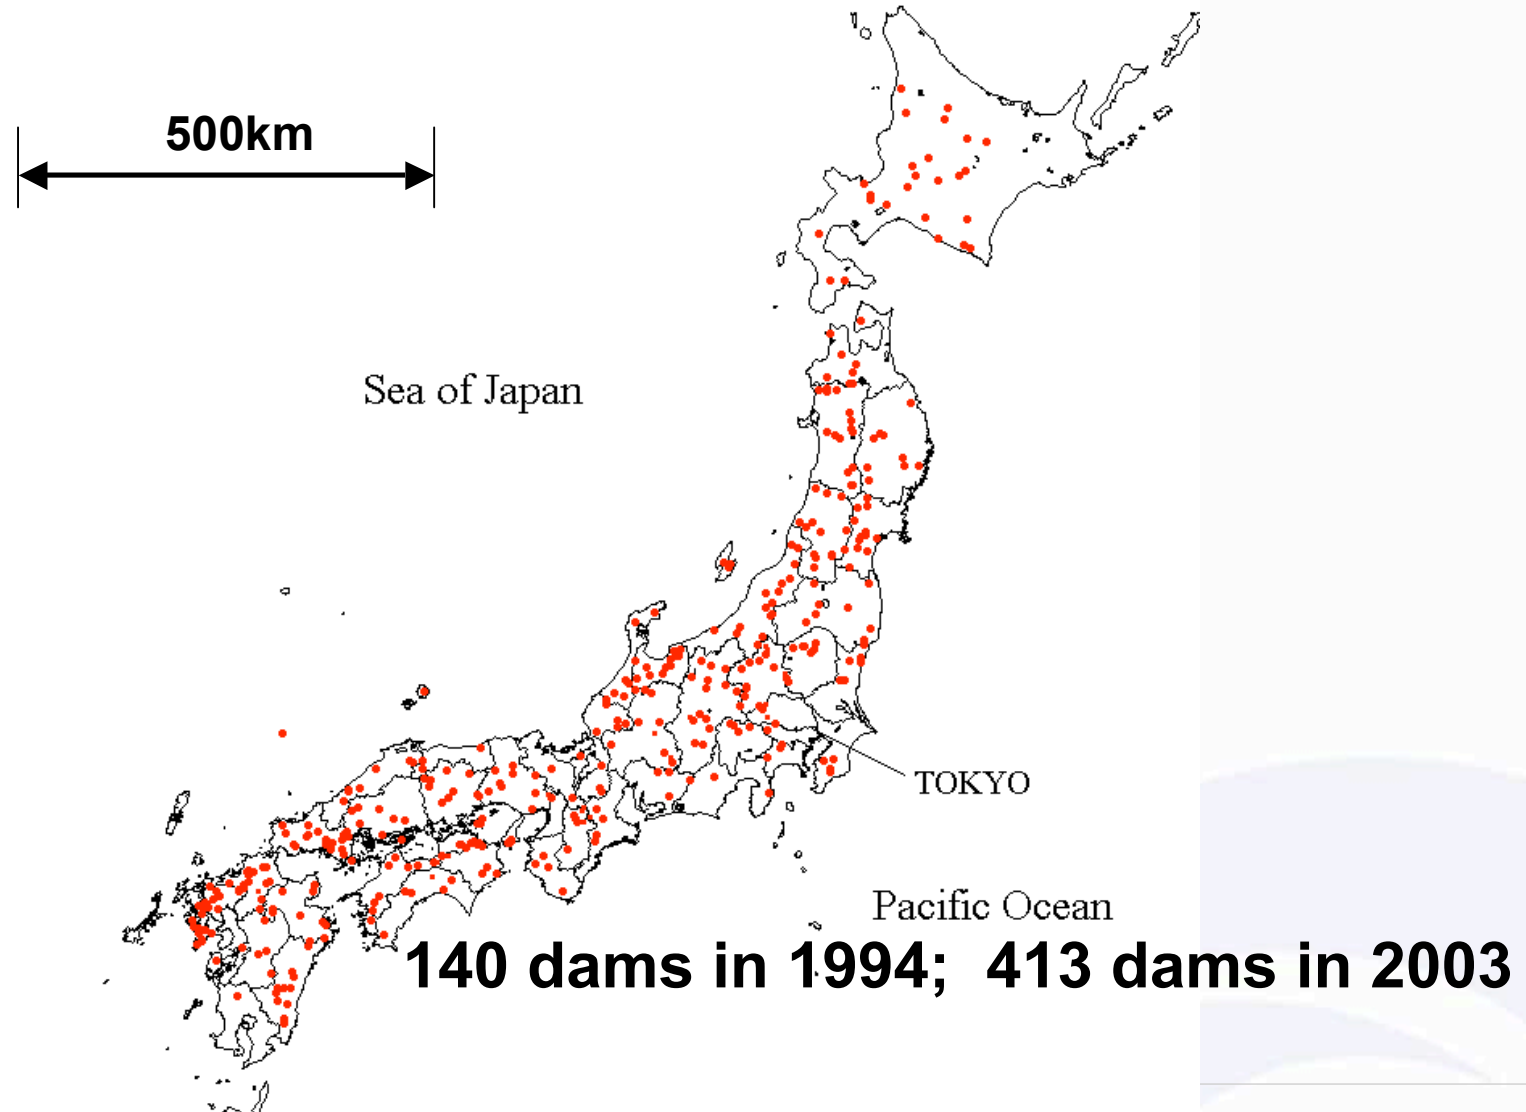 500km
Sea of Japan
TOKYO
Pacific Ocean
140 dams in 1994;  413 dams in 2003